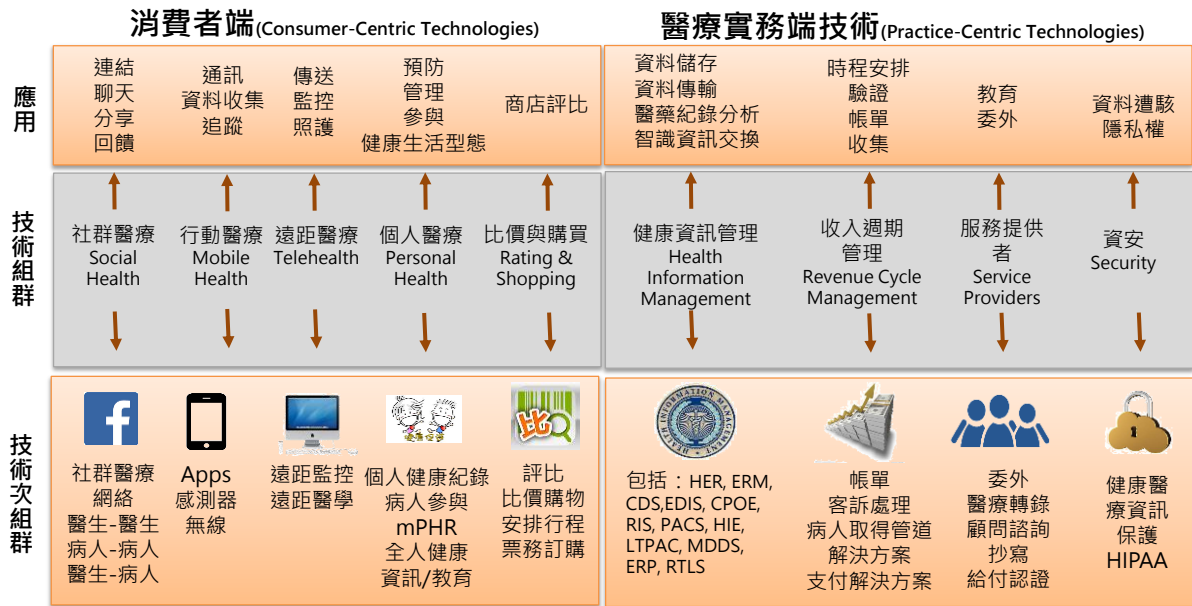 消費者端(Consumer-Centric Technologies)
醫療實務端技術(Practice-Centric Technologies)
應用
連結
聊天
分享
回饋
通訊
資料收集
追蹤
傳送
監控
照護
預防
管理
參與
健康生活型態
商店評比
資料儲存
資料傳輸
醫藥紀錄分析
智識資訊交換
時程安排
驗證
帳單
收集
教育
委外
資料遭駭
隱私權
技術組群
社群醫療
Social
Health
行動醫療
Mobile
Health
遠距醫療
Telehealth
個人醫療
Personal
Health
比價與購買
Rating &
Shopping
健康資訊管理
Health
Information
Management
收入週期
管理
Revenue Cycle
Management
服務提供
者
Service
Providers
資安
Security
技術次組群
社群醫療
網絡
醫生-醫生
病人-病人
醫生-病人
Apps
感測器
無線
遠距監控
遠距醫學
個人健康紀錄
病人參與
mPHR
全人健康
資訊/教育
比
評比
比價購物
安排行程
票務訂購
HEALTH INFORMATION MANAGEMENT
包括：HER, ERM,
CDS,EDIS, CPOE,
RIS, PACS, HIE,
LTPAC, MDDS,
ERP, RTLS
帳單
客訴處理
病人取得管道
解決方案
支付解決方案
委外
醫療轉錄
顧問諮詢
抄寫
給付認證
健康醫
療資訊
保護
HIPAA